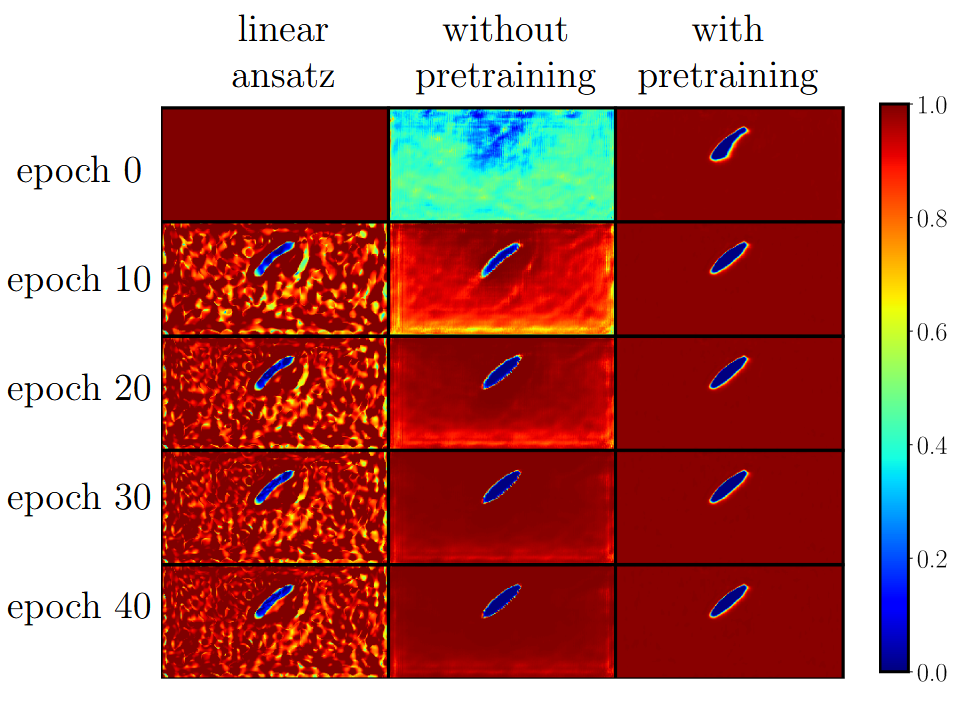 linear
ansatz
without
pretraining
with
pretraining
epoch 0
epoch 10
epoch 20
epoch 30
epoch 40
1.0
0.8
0.6
0.4
0.2
0.0